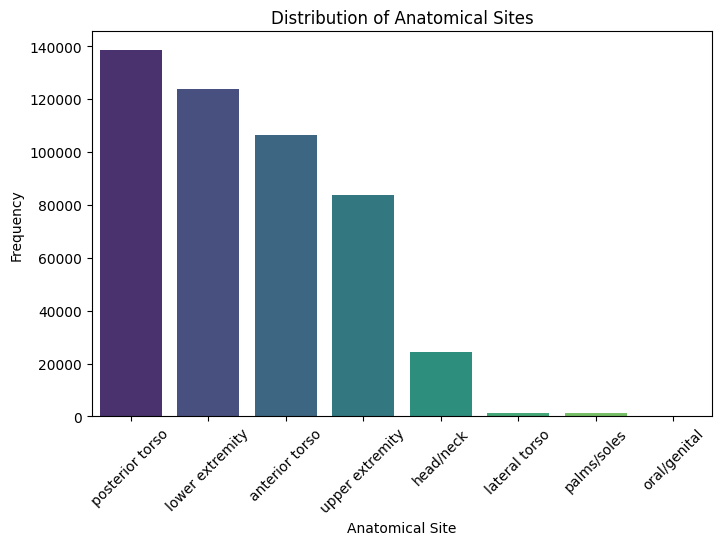 Distribution of Anatomical Sites
140000
120000
100000
80000
60000
40000
20000
0
Frequency
posterior torso
lower extremity
anterior torso
upper extremity
head/neck
lateral torso
palms/soles
oral/genital
Anatomical Site